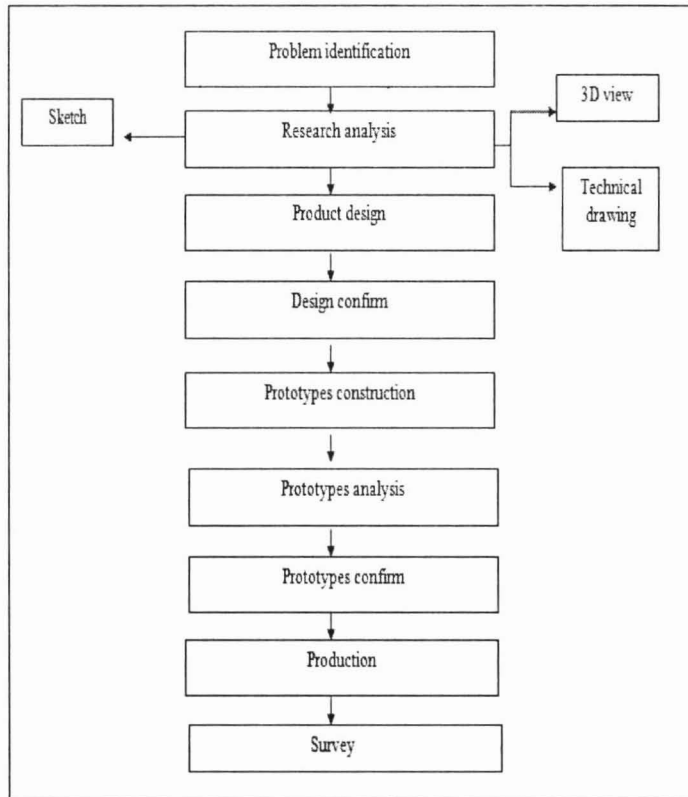 Problem identification
Sketch
Research analysis
3D view
Technical
drawing
Product design
Design confirm
Prototypes construction
Prototypes analysis
Prototypes confirm
Production
Survey